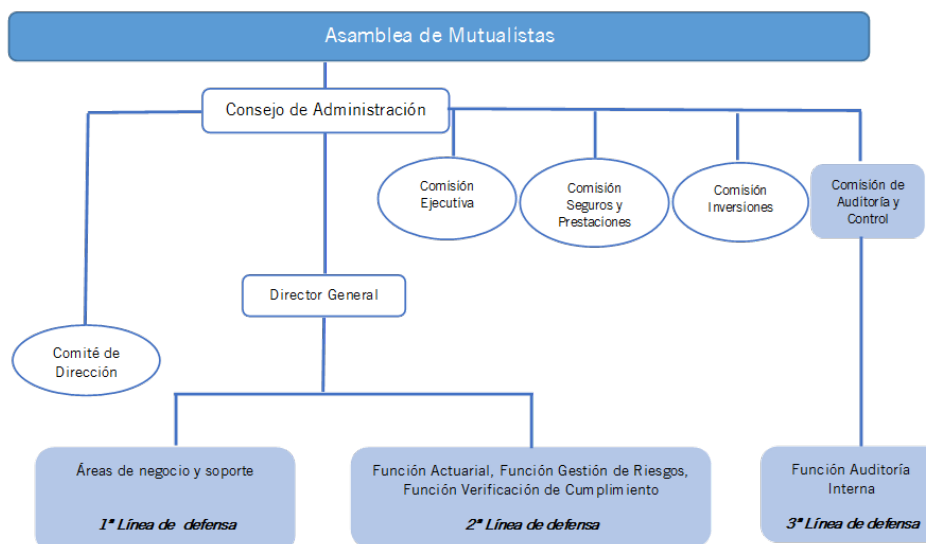 Asamblea de Mutualistas
Consejo de Administración
Comisión
Ejecutiva
Comisión
Seguros y
Prestaciones
Comisión
Inversiones
Comisión de
Auditoría y
Control
Director General
Comité de
Dirección
Áreas de negocio y soporte
1ª Línea de defensa
Función Actuarial, Función Gestión de Riesgos,
Función Verificación de Cumplimiento
2ª Línea de defensa
Función Auditoría
Interna
3ª Línea de defensa